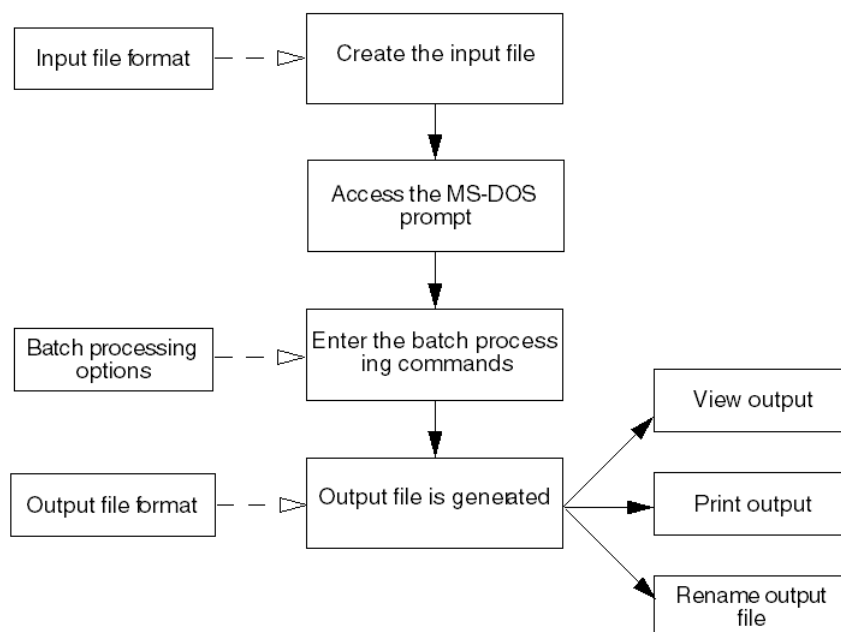 Input file format
Create the input file
Access the MS-DOS
prompt
Batch processing
options
Enter the batch process
ing commands
View output
Output file format
Output file is generated
Print output
Rename output
file